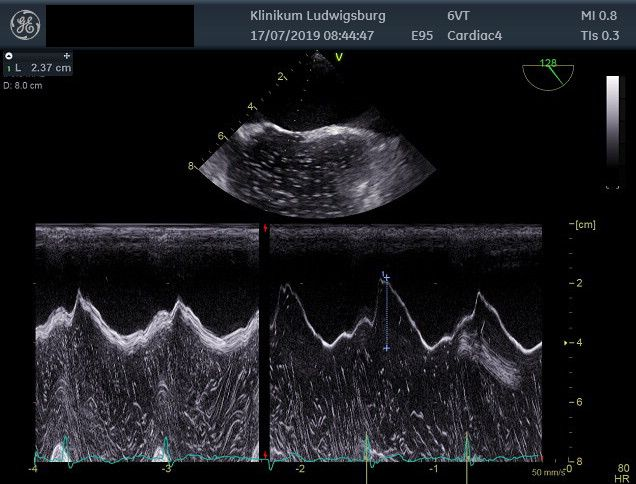 Klinikum Ludwigsburg 6VT MI 0.8
17/07/2019 08:44:47 E95 Cardiac4 TIs 0.3
1 L 2.37 cm
D: 8.0 cm
V
128
2
4
6
8
[cm]
2
4
6
8
-4 -3 -2 -1 -0
50 mm/s
80
HR